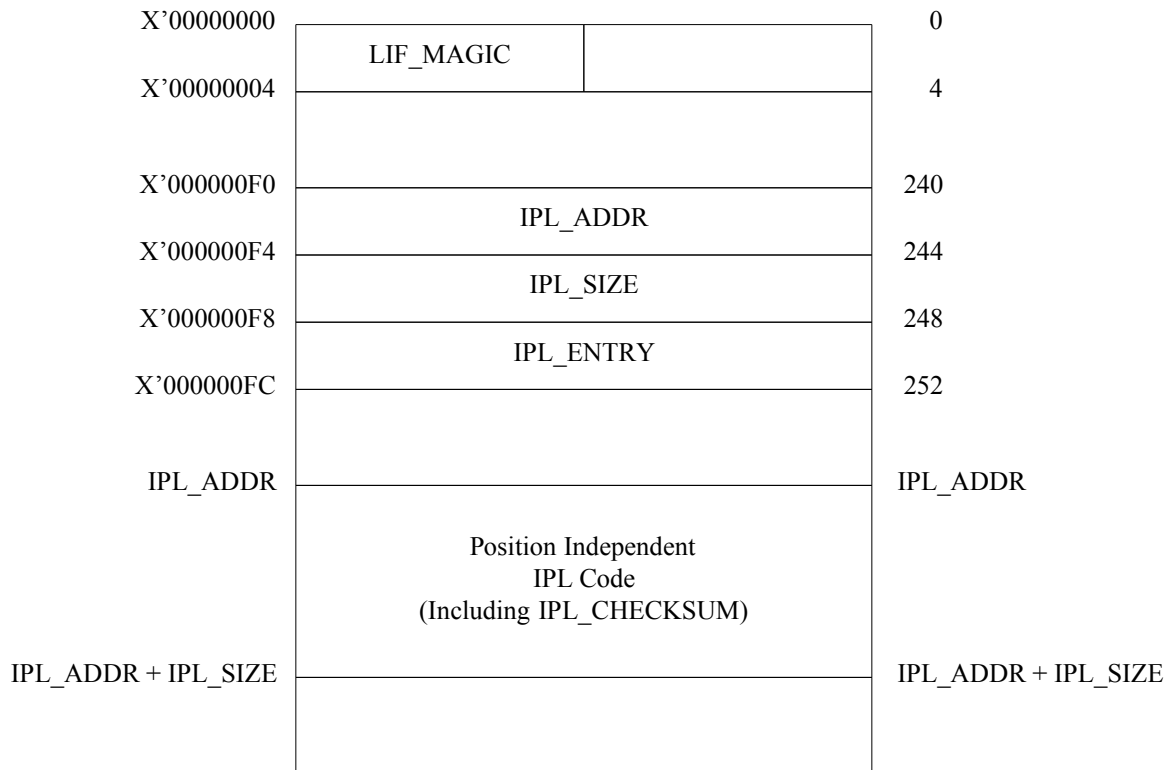 X’00000000 0
LIF_MAGIC
X’00000004 4
X’000000F0 240
IPL_ADDR
X’000000F4 244
IPL_SIZE
X’000000F8 248
IPL_ENTRY
X’000000FC 252
IPL_ADDR IPL_ADDR
Position Independent
IPL Code
(Including IPL_CHECKSUM)
IPL_ADDR + IPL_SIZE IPL_ADDR + IPL_SIZE